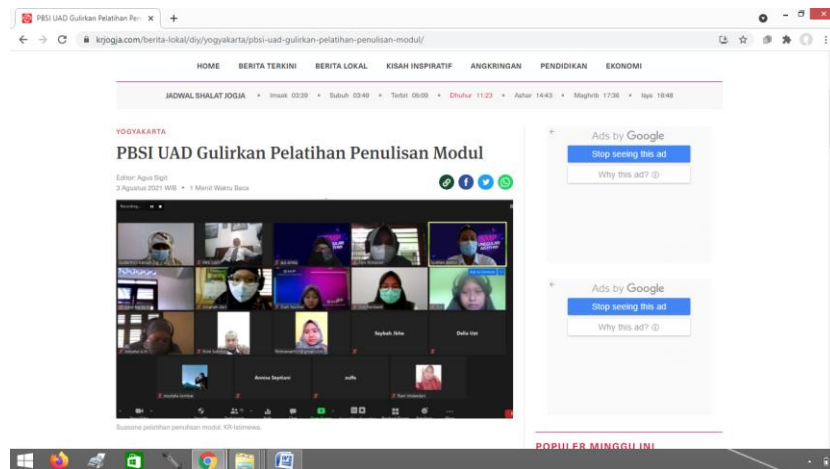 PBSI UAD Gulirkan Pelatihan Pen
krjogja.com/berita-lokal/diy/yogyakarta/pbsi-uad-gulirkan-pelatihan-penulisan-modul/
HOME BERITA TERKINI BERITA LOKAL KISAH INSPIRATIF ANGKRINGAN PENDIDIKAN EKONOMI
JADWAL SHALAT JOGJA • Imsak 03:39 • Subuh 03:49 • Terbit 05:09 • Dhuhur 11:23 • Ashar 14:43 • Maghrib 17:36 • Isya 18:48
YOGYAKARTA
PBSI UAD Gulirkan Pelatihan Penulisan Modul
Editor: Agus Sigit
3 Agustus 2021 WIB • 1 Menit Waktu Baca
Ads by Google
Stop seeing this ad
Why this ad?
Annisa Septiani
Suasana pelatihan penulisan modul. KR-Istimewa.
Ads by Google
Stop seeing this ad
Why this ad?
POPULER MINGGU INI